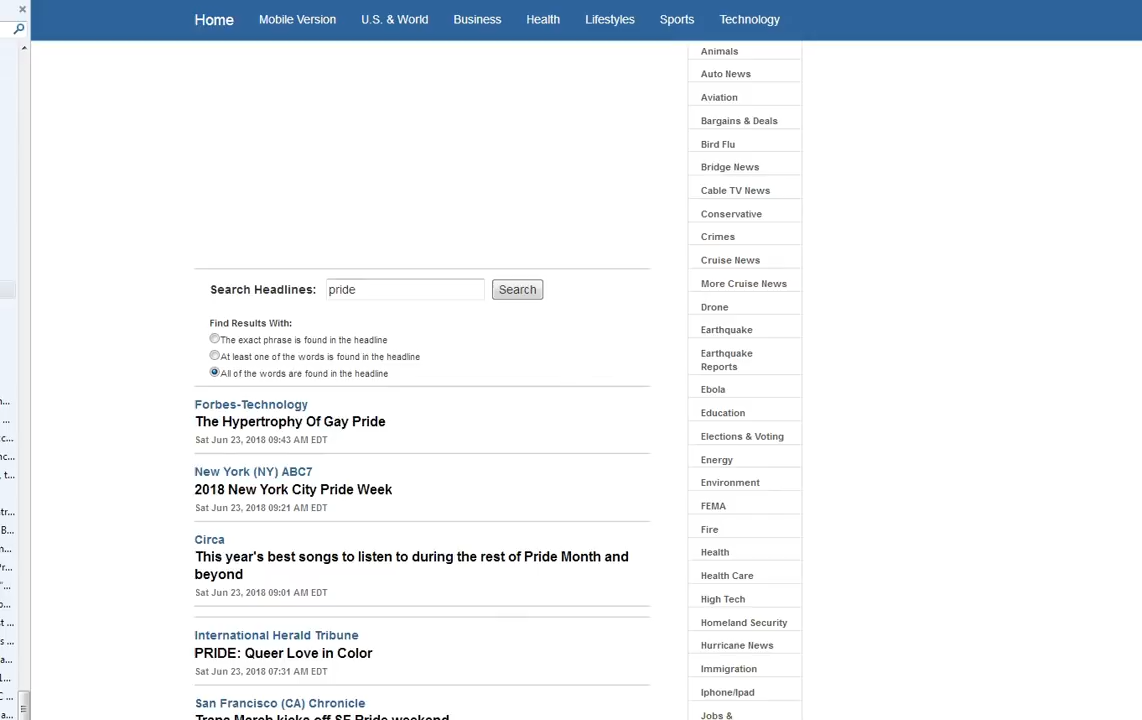 Home Mobile Version U.S. & World Business Health Lifestyles Sports Technology
Search Headlines: pride Search
Find Results With:
The exact phrase is found in the headline
At least one of the words is found in the headline
All of the words are found in the headline
Forbes-Technology
The Hypertrophy Of Gay Pride
Sat Jun 23, 2018 09:43 AM EDT
New York (NY) ABC7
2018 New York City Pride Week
Sat Jun 23, 2018 09:21 AM EDT
Circa
This year's best songs to listen to during the rest of Pride Month and
beyond
Sat Jun 23, 2018 09:01 AM EDT
International Herald Tribune
PRIDE: Queer Love in Color
Sat Jun 23, 2018 07:31 AM EDT
San Francisco (CA) Chronicle
Trans March kicks off SF Pride weekend
Animals
Auto News
Aviation
Bargains & Deals
Bird Flu
Bridge News
Cable TV News
Conservative
Crimes
Cruise News
More Cruise News
Drone
Earthquake
Earthquake
Reports
Ebola
Education
Elections & Voting
Energy
Environment
FEMA
Fire
Health
Health Care
High Tech
Homeland Security
Hurricane News
Immigration
Iphone/Ipad
Jobs &